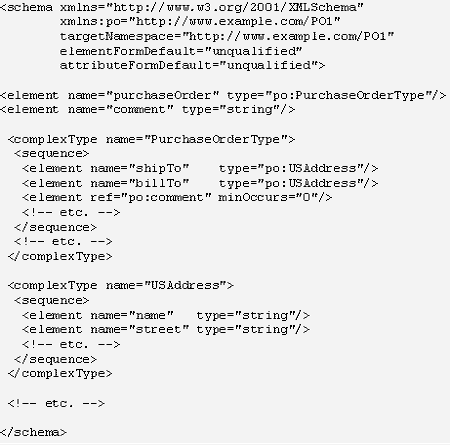 <schema xmlns="http://www.w3.org/2001/XMLSchema"
        xmlns:po="http://www.example.com/PO1"
        targetNamespace="http://www.example.com/PO1"
        elementFormDefault="unqualified"
        attributeFormDefault="unqualified">

<element name="purchaseOrder" type="po:PurchaseOrderType"/>
<element name="comment" type="string"/>

 <complexType name="PurchaseOrderType">
  <sequence>
   <element name="shipTo"    type="po:USAddress"/>
   <element name="billTo"    type="po:USAddress"/>
   <element ref="po:comment" minOccurs="0"/>
   <!-- etc. -->
  </sequence>
  <!-- etc. -->
 </complexType>

 <complexType name="USAddress">
  <sequence>
   <element name="name"   type="string"/>
   <element name="street" type="string"/>
   <!-- etc. -->
  </sequence>
 </complexType>

 <!-- etc. -->

</schema>